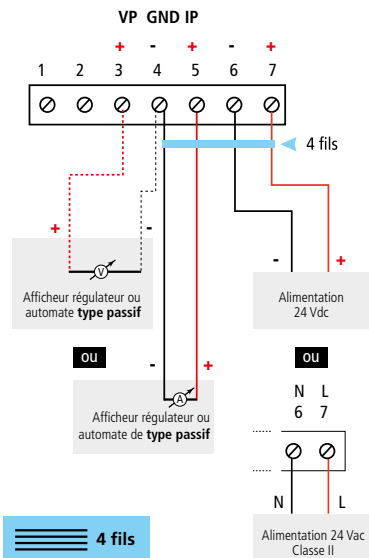 VP GND IP
+ - + - +
1 2 3 4 5 6 7
4 fils
+ -
- +
Afficheur régulateur ou
automate type passif
Alimentation
24 Vdc
V
ou
ou
- +
A
Afficheur régulateur ou
automate de type passif
N L
6 7
N L
4 fils
Alimentation 24 Vac
Classe II